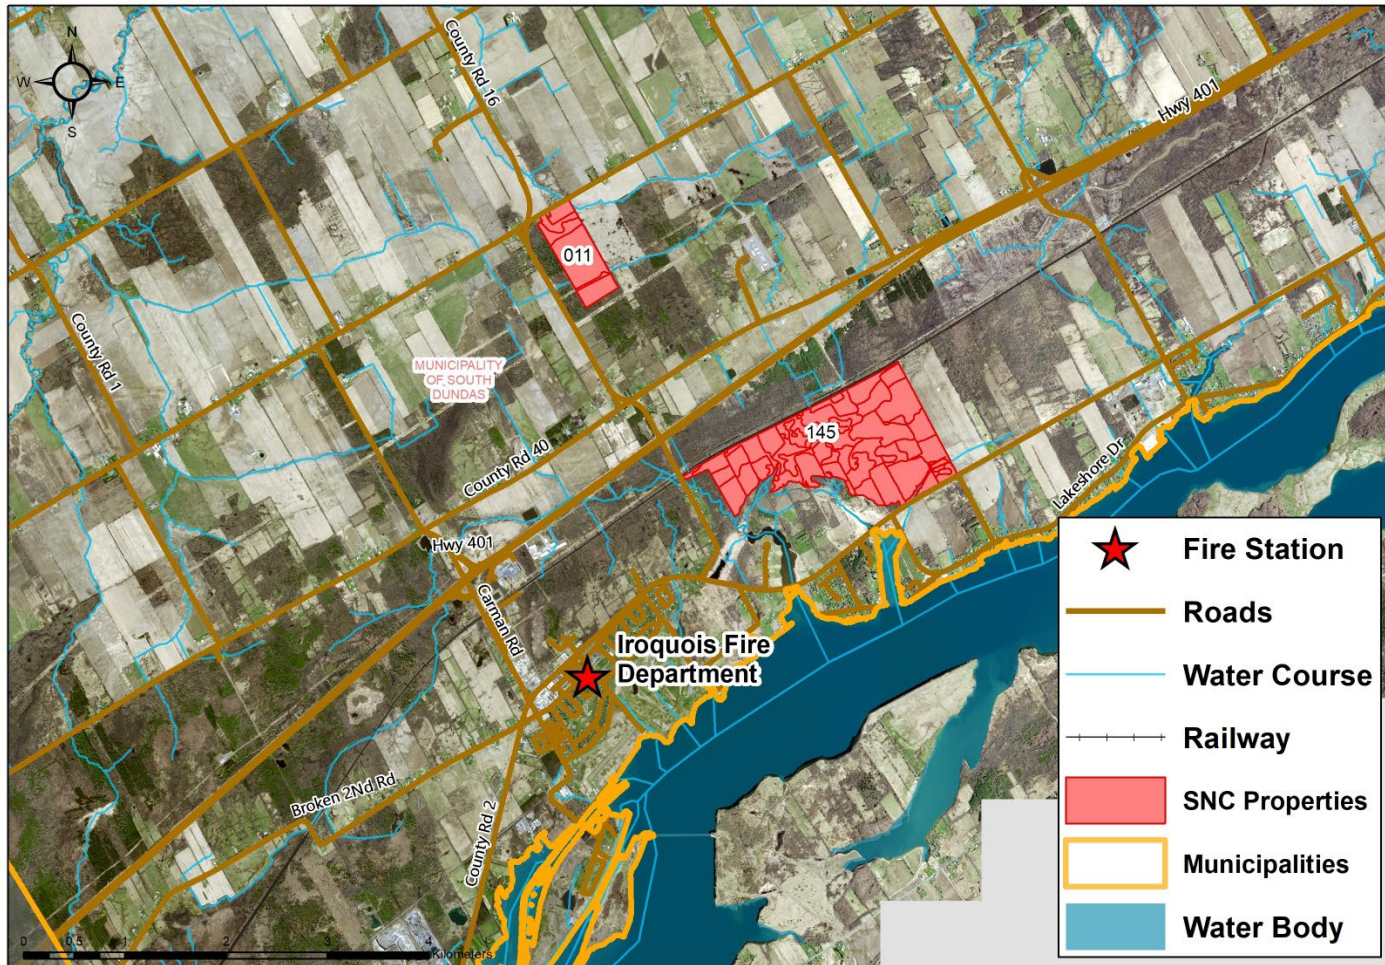 N
W E
S
County Rd 16
Hwy 401
011
County Rd 1
MUNICIPALITY
OF SOUTH
DUNDAS
145
County Rd 40
Lakeshore Dr
Hwy 401
Carman Rd
Iroquois Fire
Department
Broken 2Nd Rd
County Rd 2
Fire Station
Roads
Water Course
Railway
SNC Properties
Municipalities
Water Body
0 0.5 1 2 3 4
Kilometers